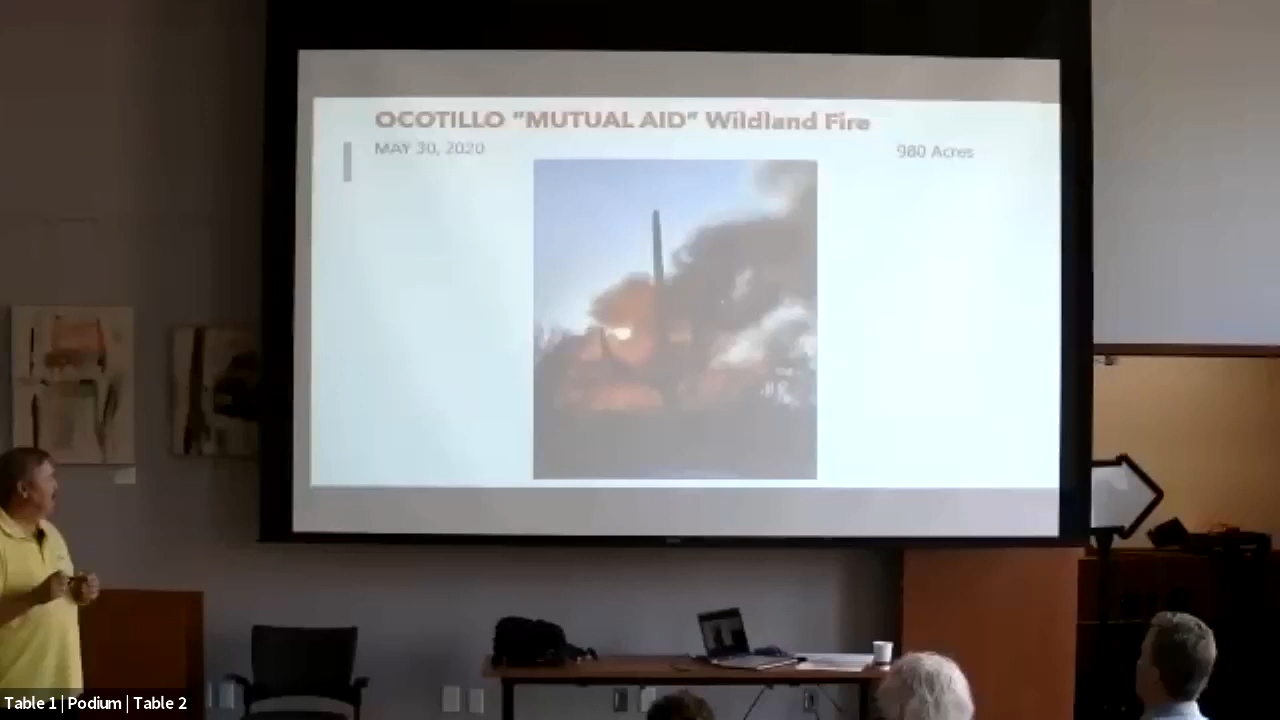 OCOTILLO "MUTUAL AID" Wildland Fire
MAY 30, 2020
980 Acres
Table 1 | Podium | Table 2